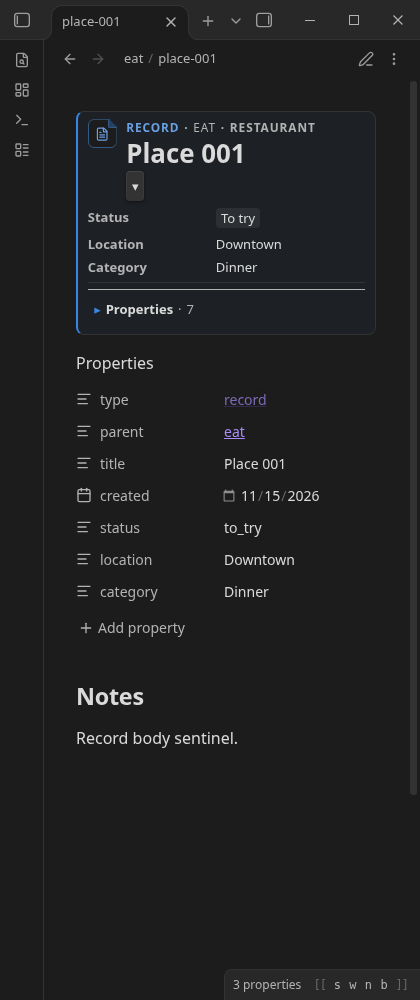 place-001
eat / place-001
RECORD · EAT · RESTAURANT
Place 001
Status To try
Location Downtown
Category Dinner
Properties · 7
Properties
type record
parent eat
title Place 001
created 11/15/2026
status to_try
location Downtown
category Dinner
Add property
Notes
Record body sentinel.
3 properties [[ s w n b ]]